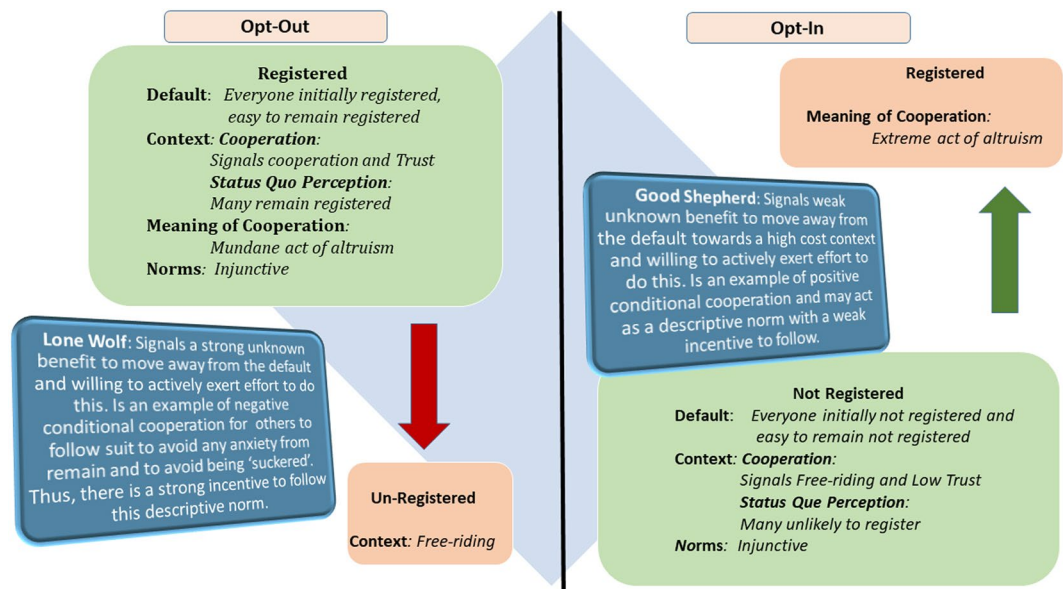 Opt-Out
Registered
Default: Everyone initially registered,
easy to remain registered
Context: Cooperation:
Signals cooperation and Trust
Status Quo Perception:
Many remain registered
Meaning of Cooperation:
Mundane act of altruism
Norms: Injunctive
Lone Wolf: Signals a strong unknown
benefit to move away from the default
and willing to actively exert effort to do
this. Is an example of negative
conditional cooperation for others to
follow suit to avoid any anxiety from
remain and to avoid being ‘suckered’.
Thus, there is a strong incentive to follow
this descriptive norm.
Un-Registered
Context: Free-riding
Opt-In
Registered
Meaning of Cooperation:
Extreme act of altruism
Good Shepherd: Signals weak
unknown benefit to move away from
the default towards a high cost context
and willing to actively exert effort to
do this. Is an example of positive
conditional cooperation and may act
as a descriptive norm with a weak
incentive to follow.
Not Registered
Default: Everyone initially not registered and
easy to remain not registered
Context: Cooperation:
Signals Free-riding and Low Trust
Status Que Perception:
Many unlikely to register
Norms: Injunctive